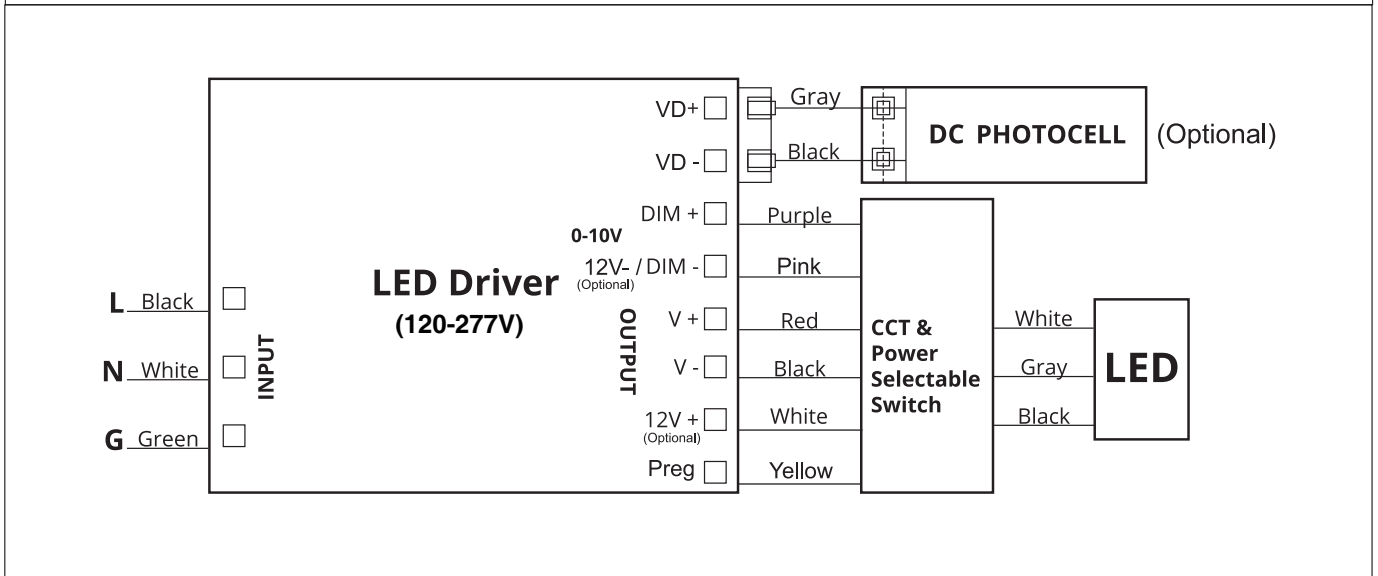 VD+
Gray
DC PHOTOCELL
(Optional)
VD -
Black
DIM +
Purple
0-10V
12V- / DIM -
(Optional)
Pink
LED Driver
(120-277V)
INPUT
OUTPUT
L Black
N White
G Green
V +
Red
V -
Black
12V +
(Optional)
White
Preg
Yellow
CCT &
Power
Selectable
Switch
White
Gray
Black
LED